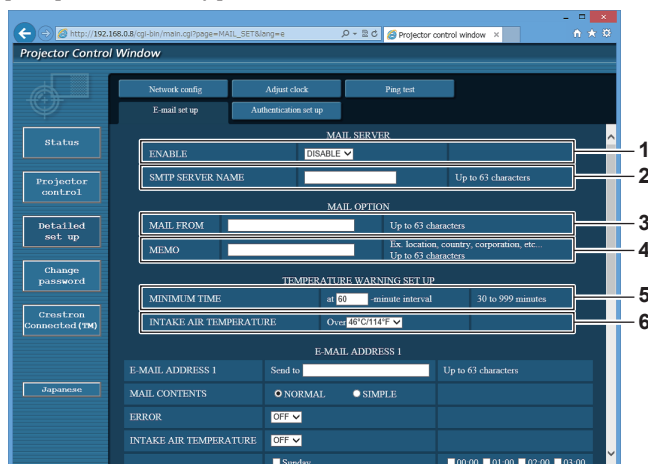 http://192.168.0.8/cgi-bin/main.cgi?page=MAIL_SET&lang=e
Projector control window
Projector Control Window
Network config Adjust clock Ping test
E-mail set up Authentication set up
Status
Projector control
Detailed set up
Change password
Crestron Connected(TM)
Japanese
MAIL SERVER
ENABLE DISABLE 1
SMTP SERVER NAME Up to 63 characters 2
MAIL OPTION
MAIL FROM Up to 63 characters 3
MEMO Ex. location, country, corporation, etc... 4
Up to 63 characters
TEMPERATURE WARNING SET UP
MINIMUM TIME at 60 -minute interval 30 to 999 minutes 5
INTAKE AIR TEMPERATURE Over 46°C/114°F 6
E-MAIL ADDRESS 1
E-MAIL ADDRESS 1 Send to Up to 63 characters
MAIL CONTENTS NORMAL SIMPLE
ERROR OFF
INTAKE AIR TEMPERATURE OFF
Sunday 00:00 01:00 02:00 03:00